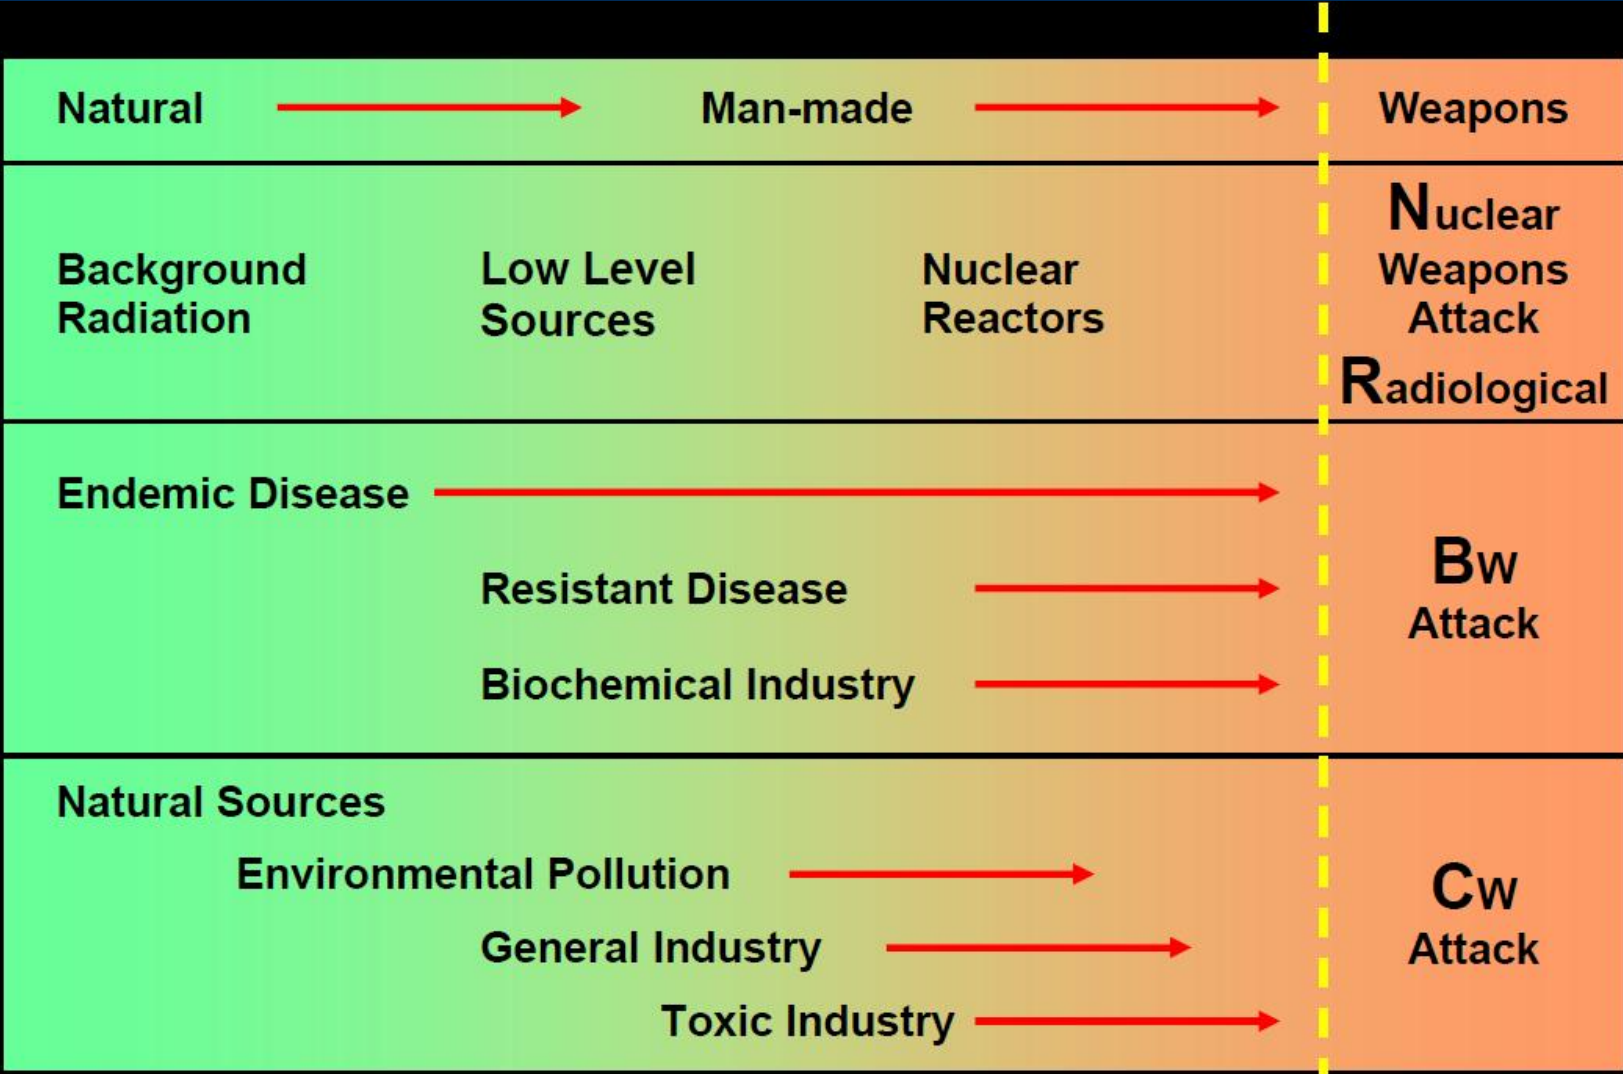 Natural Man-made Weapons
Background
Radiation
Low Level
Sources
Nuclear
Reactors
Nuclear
Weapons
Attack
Radiological
Endemic Disease
Resistant Disease
Biochemical Industry
Bw
Attack
Natural Sources
Environmental Pollution
General Industry
Toxic Industry
Cw
Attack